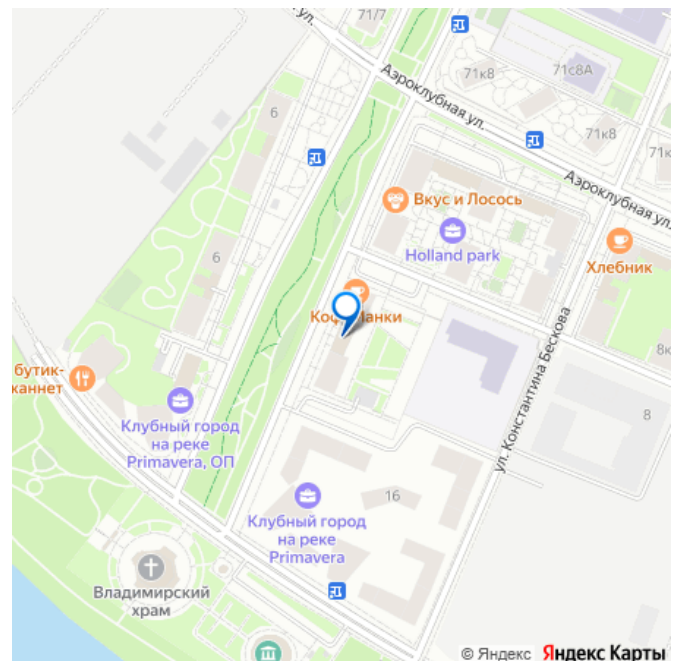 ул.
71/7
71к8
71с8А
Аэроклубная ул.
6
71к8
71к
Аэроклубная ул.
Вкус и Лосось
Holland park
Хлебник
6
бутик-
каннет
Клубный город
на реке
Primavera, ОП
ул. Константина Бескова
8к
8
16
Клубный город
на реке
Primavera
Владимирский
храм
© Яндекс Яндекс Карты